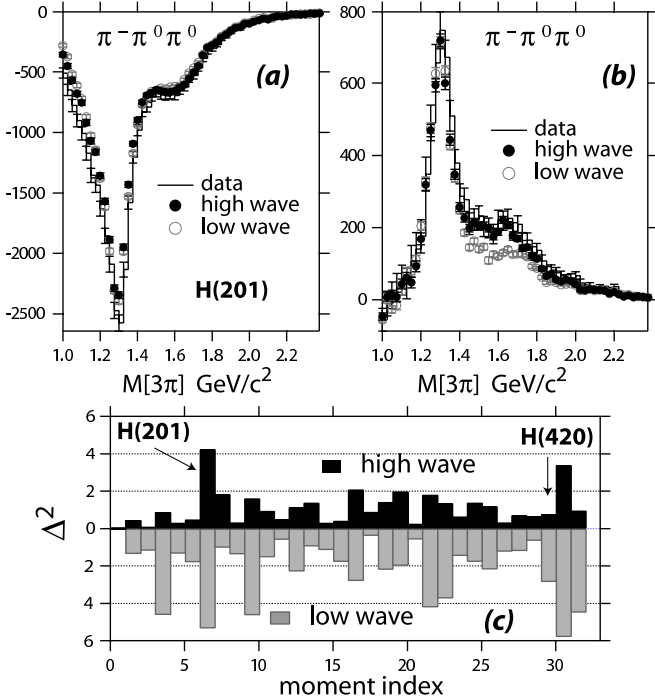 π⁻π⁰π⁰
(a)
0
-500
-1000
-1500
-2000
-2500
data
high wave
low wave
H(201)
1.0 1.2 1.4 1.6 1.8 2.0 2.2
M[3π] GeV/c²
π⁻π⁰π⁰
(b)
800
600
400
200
0
data
high wave
low wave
1.0 1.2 1.4 1.6 1.8 2.0 2.2
M[3π] GeV/c²
H(201)
H(420)
high wave
6
4
2
0
2
4
6
Δ²
low wave
(c)
0 5 10 15 20 25 30
moment index